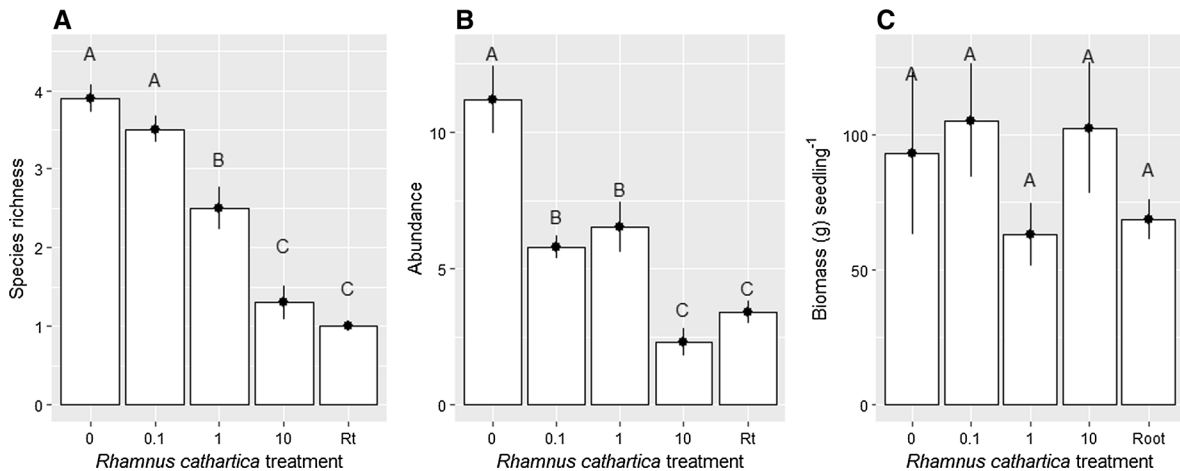 A
Species richness
4
3
2
1
0
A
A
B
C
C
0 0.1 1 10 Rt
Rhamnus cathartica treatment
B
Abundance
10
5
0
A
B
B
C
C
0 0.1 1 10 Rt
Rhamnus cathartica treatment
C
Biomass (g) seedling⁻¹
100
50
0
A
A
A
A
A
0 0.1 1 10 Root
Rhamnus cathartica treatment